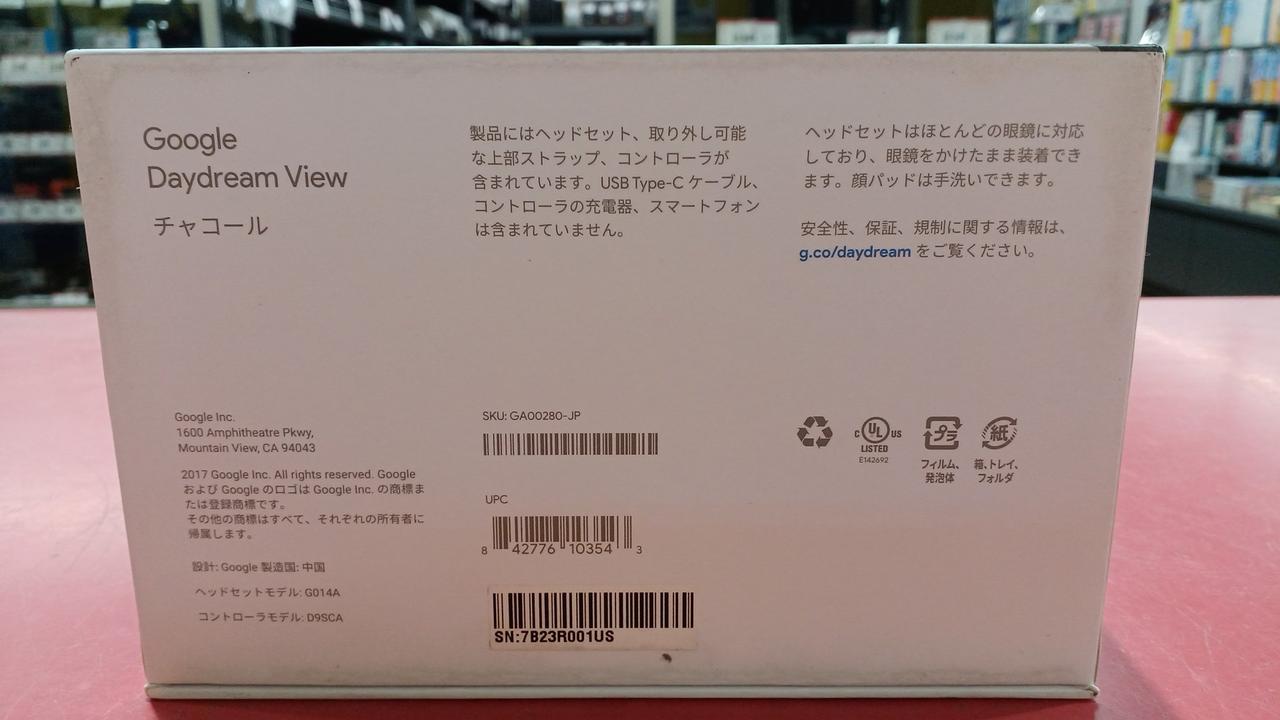 Google
Daydream View
チャコール
製品にはヘッドセット、取り外し可能
な上部ストラップ、コントローラが
含まれています。USB Type-C ケーブル、
コントローラの充電器、スマートフォン
は含まれていません。
ヘッドセットはほとんどの眼鏡に対応
しており、眼鏡をかけたまま装着でき
ます。顔パッドは手洗いできます。
安全性、保証、規制に関する情報は、
g.co/daydream をご覧ください。
Google Inc.
1600 Amphitheatre Pkwy,
Mountain View, CA 94043
2017 Google Inc. All rights reserved. Google
および Google のロゴは Google Inc. の商標ま
たは登録商標です。
その他の商標はすべて、それぞれの所有者に
帰属します。
設計: Google 製造国: 中国
ヘッドセットモデル: G014A
コントローラモデル: D9SCA
SKU: GA00280-JP
UPC
8 42776 10354 3
SN:7B23R001US
C UL US
LISTED
E142692
プラ
フィルム、
発泡体
紙
箱、トレイ、
フォルダ